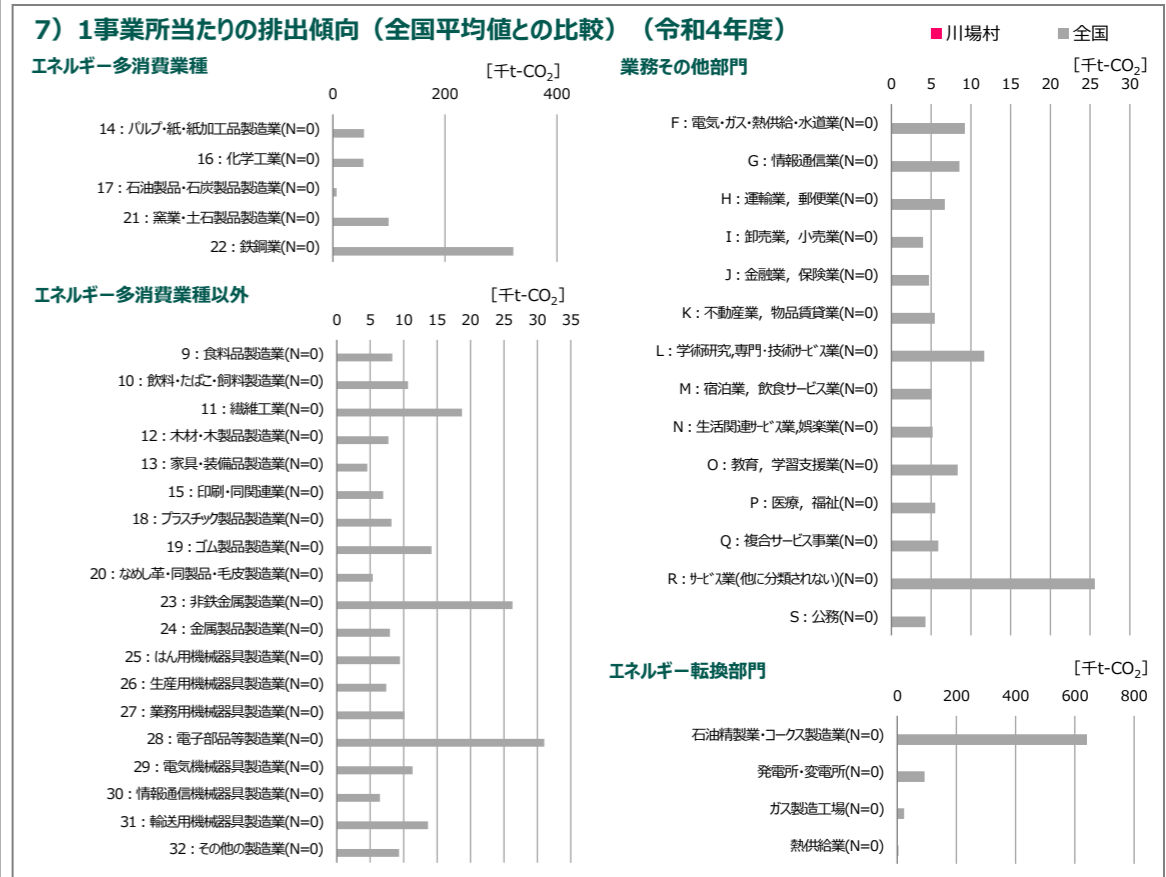 7）1事業所当たりの排出傾向（全国平均値との比較）（令和4年度）
■川場村 ■全国
エネルギー多消費業種
[千t-CO₂]
0 200 400
14：パルプ・紙・紙加工品製造業(N=0)
16：化学工業(N=0)
17：石油製品・石炭製品製造業(N=0)
21：窯業・土石製品製造業(N=0)
22：鉄鋼業(N=0)
エネルギー多消費業種以外
[千t-CO₂]
0 5 10 15 20 25 30 35
9：食料品製造業(N=0)
10：飲料・たばこ・飼料製造業(N=0)
11：繊維工業(N=0)
12：木材・木製品製造業(N=0)
13：家具・装備品製造業(N=0)
15：印刷・同関連業(N=0)
18：プラスチック製品製造業(N=0)
19：ゴム製品製造業(N=0)
20：なめし革・同製品・毛皮製造業(N=0)
23：非鉄金属製造業(N=0)
24：金属製品製造業(N=0)
25：はん用機械器具製造業(N=0)
26：生産用機械器具製造業(N=0)
27：業務用機械器具製造業(N=0)
28：電子部品等製造業(N=0)
29：電気機械器具製造業(N=0)
30：情報通信機械器具製造業(N=0)
31：輸送用機械器具製造業(N=0)
32：その他の製造業(N=0)
業務その他部門
[千t-CO₂]
0 5 10 15 20 25 30
F：電気・ガス・熱供給・水道業(N=0)
G：情報通信業(N=0)
H：運輸業，郵便業(N=0)
I：卸売業，小売業(N=0)
J：金融業，保険業(N=0)
K：不動産業，物品賃貸業(N=0)
L：学術研究,専門・技術サービス業(N=0)
M：宿泊業，飲食サービス業(N=0)
N：生活関連サービス業,娯楽業(N=0)
O：教育，学習支援業(N=0)
P：医療，福祉(N=0)
Q：複合サービス事業(N=0)
R：サービス業(他に分類されない)(N=0)
S：公務(N=0)
エネルギー転換部門
[千t-CO₂]
0 200 400 600 800
石油精製業・コークス製造業(N=0)
発電所・変電所(N=0)
ガス製造工場(N=0)
熱供給業(N=0)